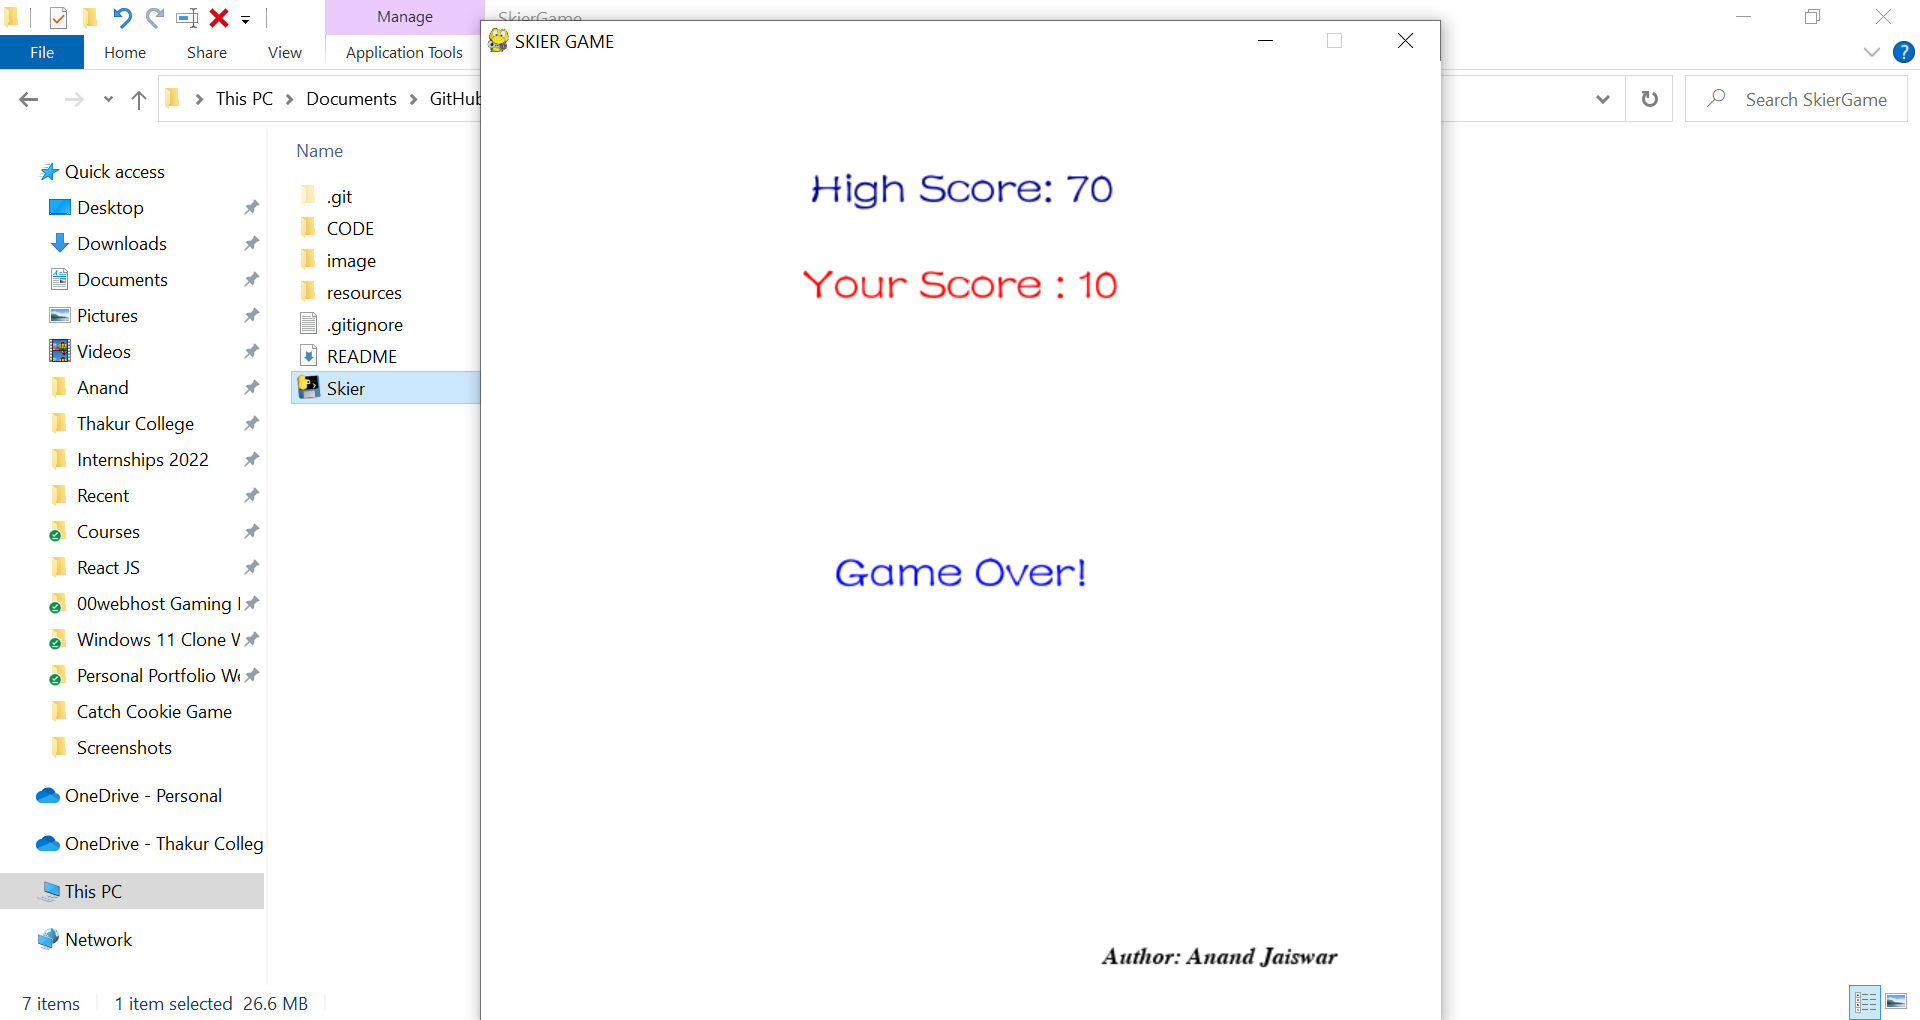 Manage
SkierGame
File
Home
Share
View
Application Tools
This PC
Documents
GitHub
Search SkierGame
Name
Quick access
Desktop
Downloads
Documents
Pictures
Videos
Anand
Thakur College
Internships 2022
Recent
Courses
React JS
00webhost Gaming
Windows 11 Clone
Personal Portfolio
Catch Cookie Game
Screenshots
OneDrive - Personal
OneDrive - Thakur Colleg
This PC
Network
.git
CODE
image
resources
.gitignore
README
Skier
7 items
1 item selected 26.6 MB
SKIER GAME
High Score: 70
Your Score : 10
Game Over!
Author: Anand Jaiswar